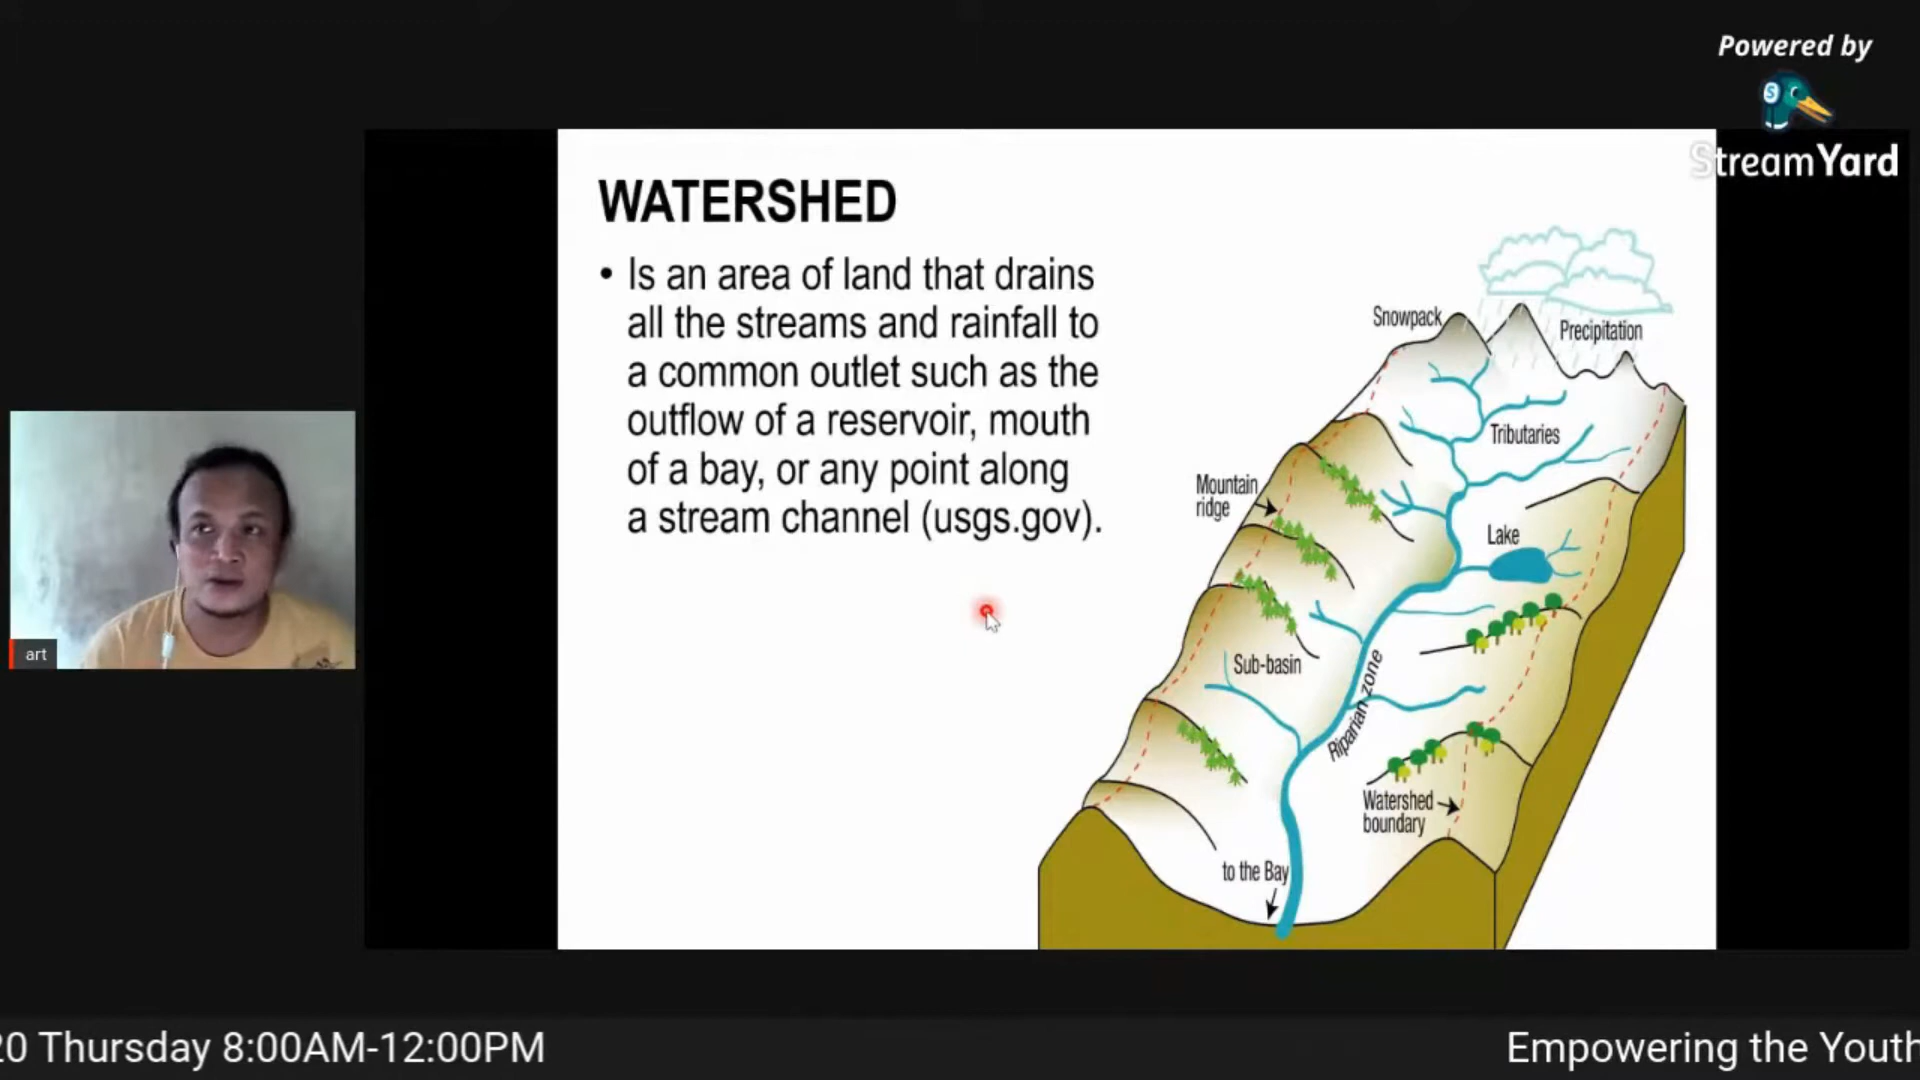 Powered by
StreamYard
WATERSHED
• Is an area of land that drains
all the streams and rainfall to
a common outlet such as the
outflow of a reservoir, mouth
of a bay, or any point along
a stream channel (usgs.gov).
Snowpack
Precipitation
Tributaries
Mountain
ridge
Lake
Sub-basin
Riparian zone
Watershed
boundary
to the Bay
art
20 Thursday 8:00AM-12:00PM
Empowering the Youth